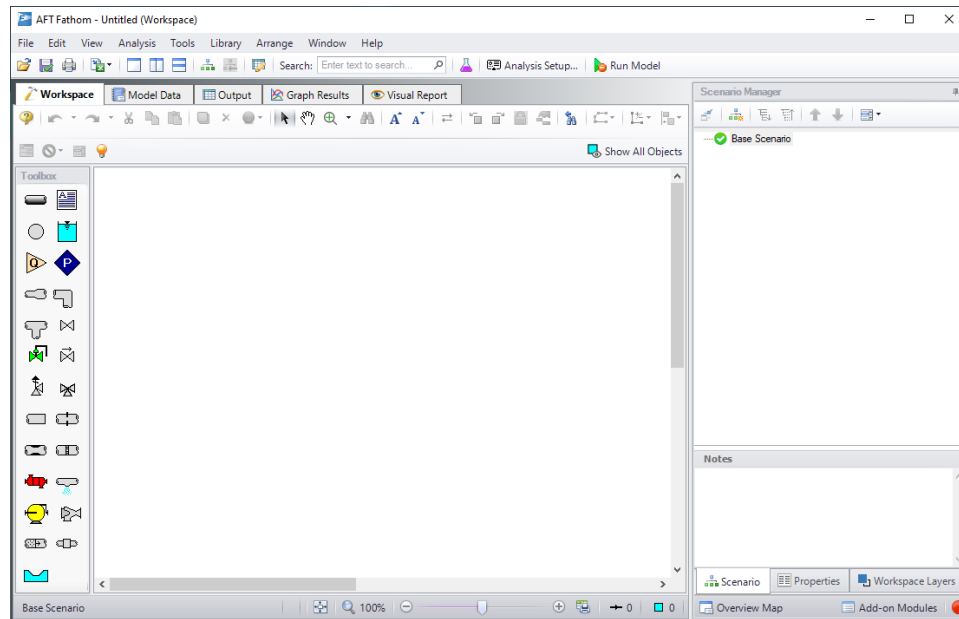 AFT Fathom - Untitled (Workspace)
File Edit View Analysis Tools Library Arrange Window Help
Search: Enter text to search... Analysis Setup... Run Model
Workspace Model Data Output Graph Results Visual Report
Scenario Manager
A A
Show All Objects
Base Scenario
Toolbox
A
Q P
Notes
Scenario Properties Workspace Layers
Base Scenario 100% 0 0 Overview Map Add-on Modules